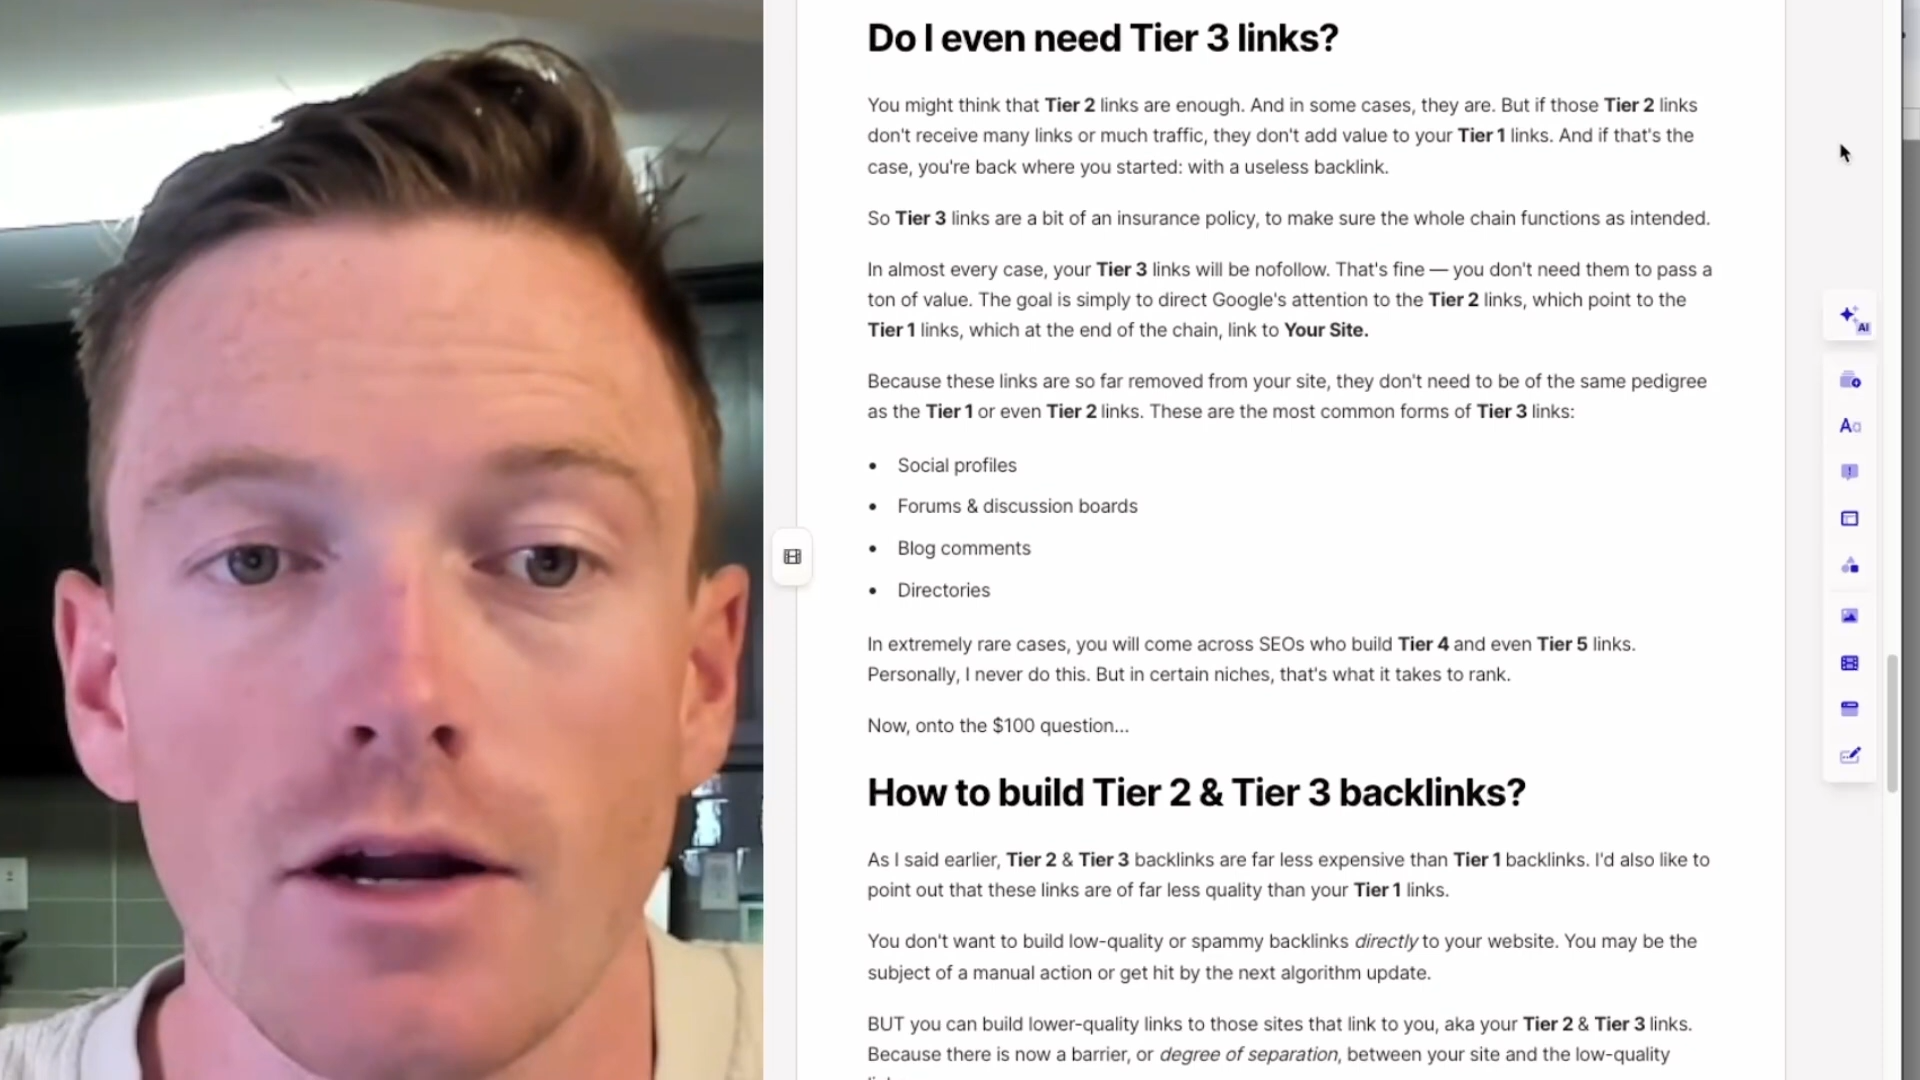 Do I even need Tier 3 links?
You might think that Tier 2 links are enough. And in some cases, they are. But if those Tier 2 links
don't receive many links or much traffic, they don't add value to your Tier 1 links. And if that's the
case, you're back where you started: with a useless backlink.
So Tier 3 links are a bit of an insurance policy, to make sure the whole chain functions as intended.
In almost every case, your Tier 3 links will be nofollow. That's fine — you don't need them to pass a
ton of value. The goal is simply to direct Google's attention to the Tier 2 links, which point to the
Tier 1 links, which at the end of the chain, link to Your Site.
Because these links are so far removed from your site, they don't need to be of the same pedigree
as the Tier 1 or even Tier 2 links. These are the most common forms of Tier 3 links:
• Social profiles
• Forums & discussion boards
• Blog comments
• Directories
In extremely rare cases, you will come across SEOs who build Tier 4 and even Tier 5 links.
Personally, I never do this. But in certain niches, that's what it takes to rank.
Now, onto the $100 question...
How to build Tier 2 & Tier 3 backlinks?
As I said earlier, Tier 2 & Tier 3 backlinks are far less expensive than Tier 1 backlinks. I'd also like to
point out that these links are of far less quality than your Tier 1 links.
You don't want to build low-quality or spammy backlinks directly to your website. You may be the
subject of a manual action or get hit by the next algorithm update.
BUT you can build lower-quality links to those sites that link to you, aka your Tier 2 & Tier 3 links.
Because there is now a barrier, or degree of separation, between your site and the low-quality
AI
Aa